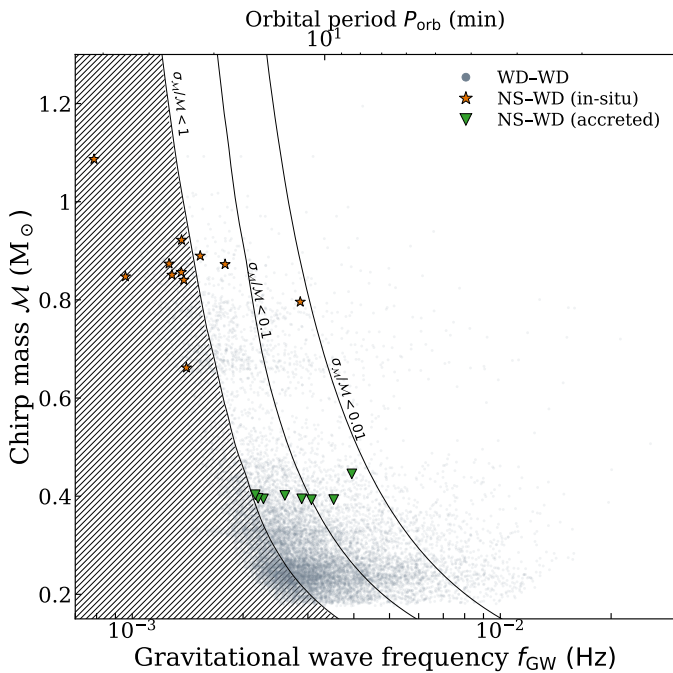 Orbital period P_orb (min)
10^1
WD–WD
NS–WD (in-situ)
NS–WD (accreted)
σ_ℳ/ℳ < 1
σ_ℳ/ℳ < 0.1
σ_ℳ/ℳ < 0.01
1.2
1
0.8
0.6
0.4
0.2
Chirp mass ℳ (M_⊙)
10^−3
10^−2
Gravitational wave frequency f_GW (Hz)